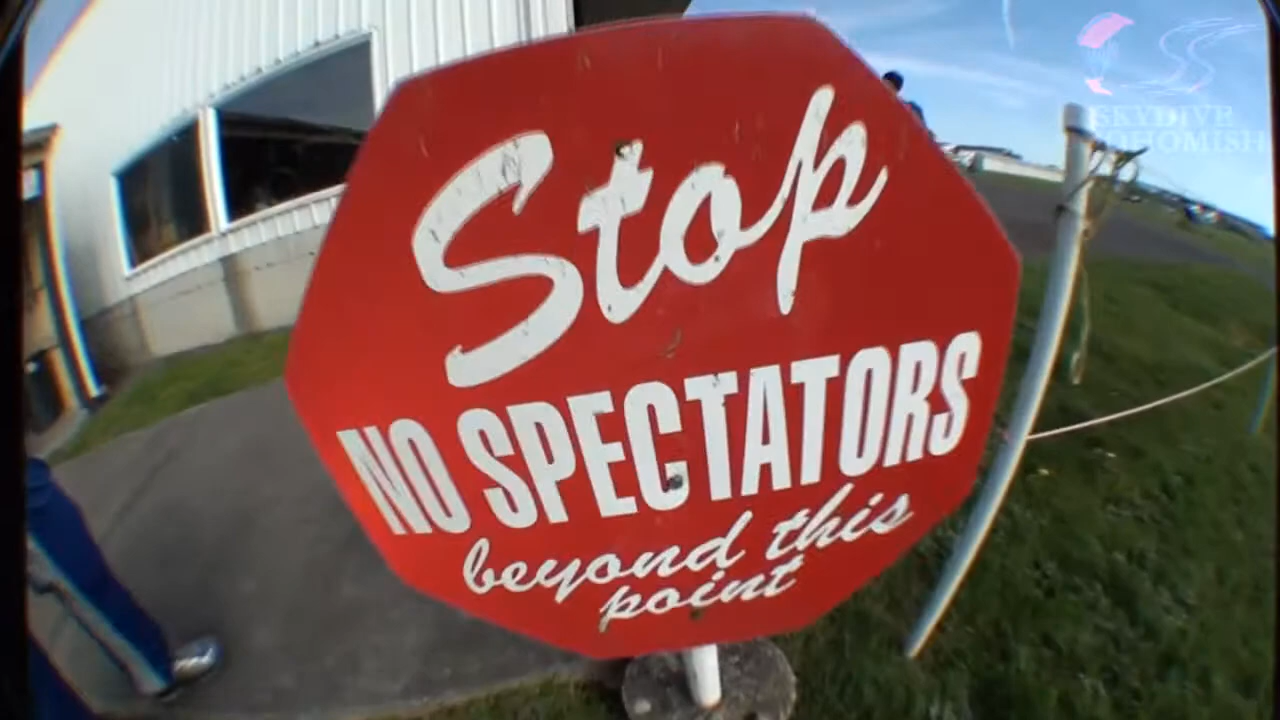 Stop
NO SPECTATORS
beyond this
point
SKYDIVE
SNOHOMISH